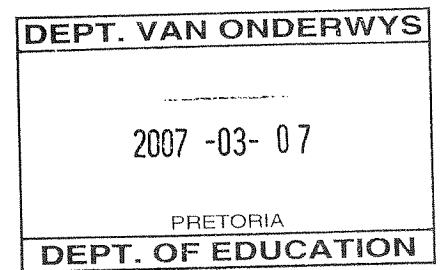 DEPT. VAN ONDERWYS
2007 -03- 07
PRETORIA
DEPT. OF EDUCATION